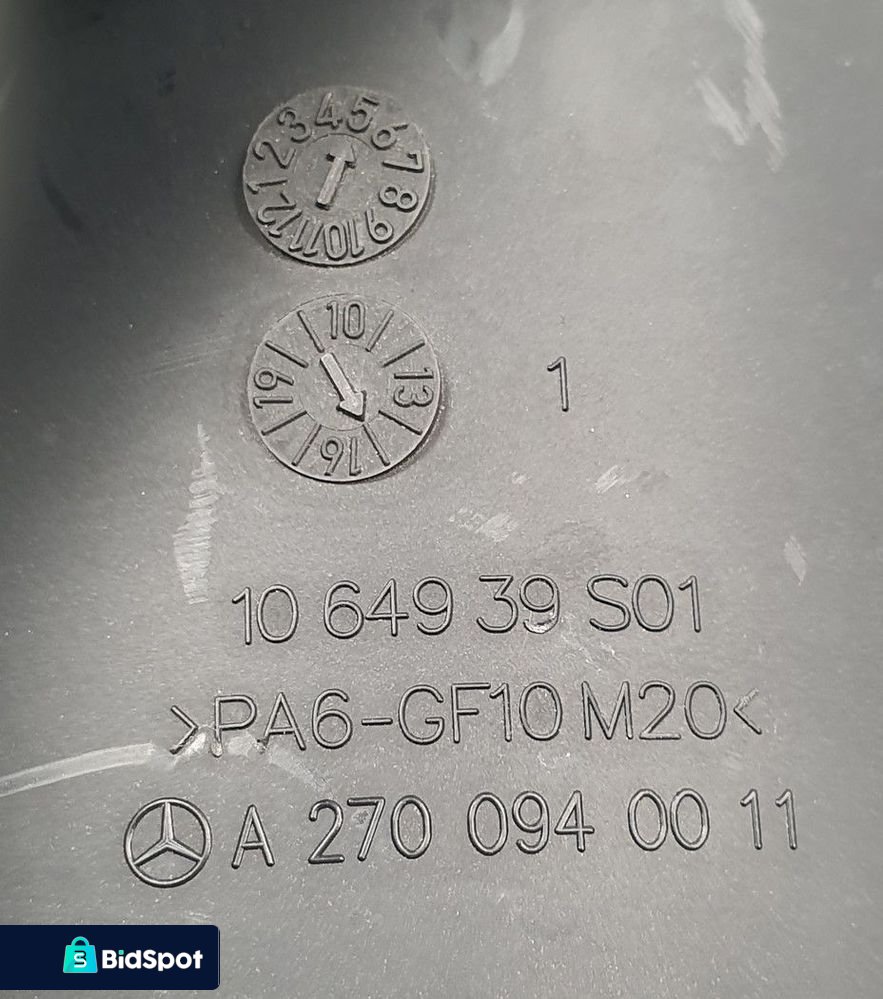 1 2 3 4 5 6 7 8 9 10 11 12
10 13 16 19
1
10 649 39 S01
>PA6-GF10 M20<
A 270 094 00 11
BidSpot